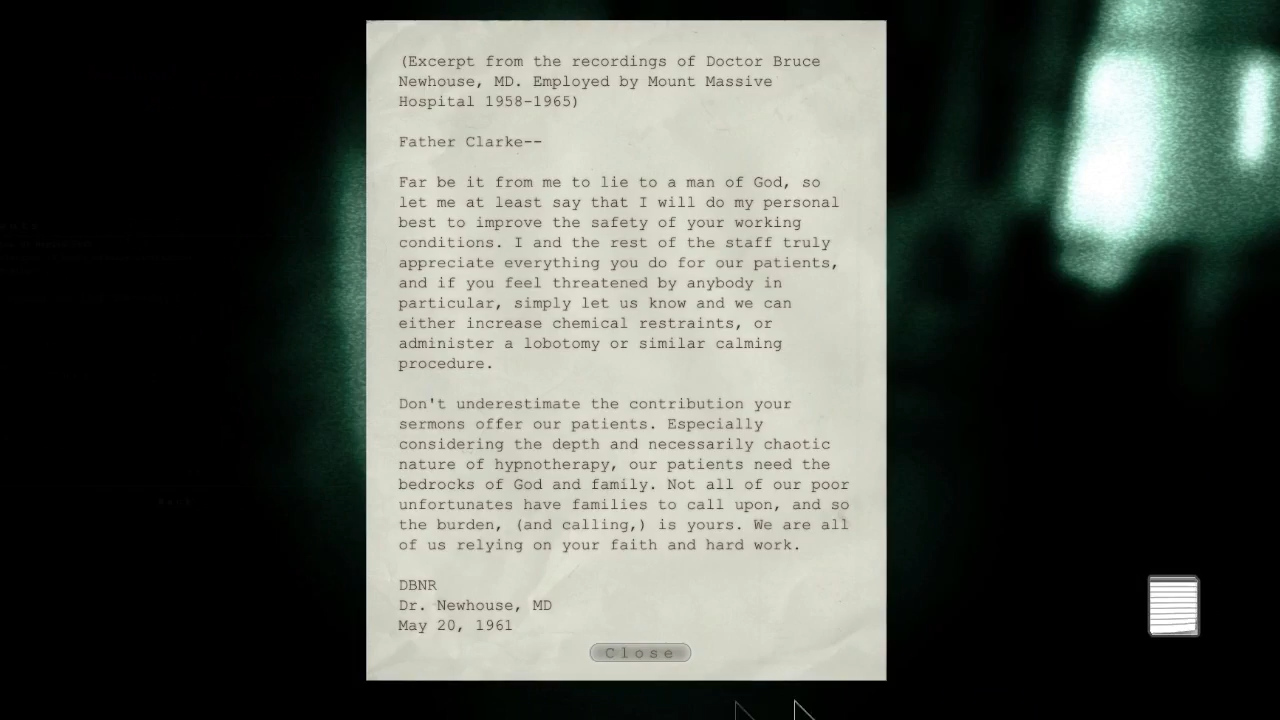 (Excerpt from the recordings of Doctor Bruce
Newhouse, MD. Employed by Mount Massive
Hospital 1958-1965)
Father Clarke--
Far be it from me to lie to a man of God, so
let me at least say that I will do my personal
best to improve the safety of your working
conditions. I and the rest of the staff truly
appreciate everything you do for our patients,
and if you feel threatened by anybody in
particular, simply let us know and we can
either increase chemical restraints, or
administer a lobotomy or similar calming
procedure.
Don't underestimate the contribution your
sermons offer our patients. Especially
considering the depth and necessarily chaotic
nature of hypnotherapy, our patients need the
bedrocks of God and family. Not all of our poor
unfortunates have families to call upon, and so
the burden, (and calling,) is yours. We are all
of us relying on your faith and hard work.
DBNR
Dr. Newhouse, MD
May 20, 1961
Close